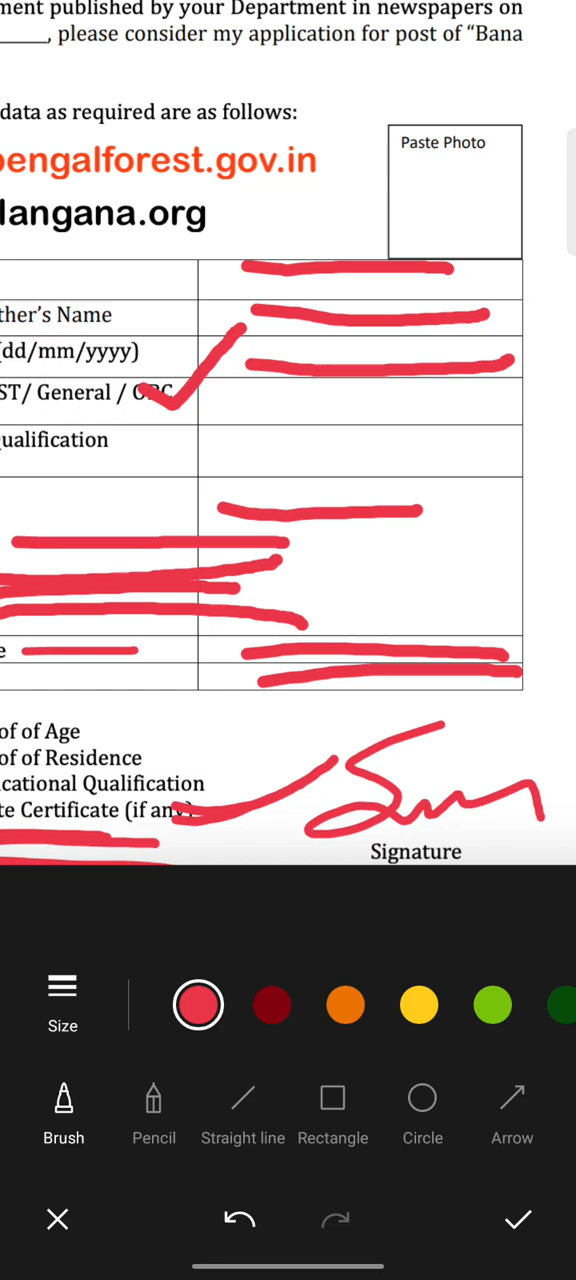 ment published by your Department in newspapers on
_____, please consider my application for post of “Bana
data as required are as follows:
Paste Photo
bengalforest.gov.in
langana.org
ther’s Name
(dd/mm/yyyy)
ST/ General / OBC
ualification
e
of of Age
of of Residence
cational Qualification
te Certificate (if any)
Signature
Size
Brush
Pencil
Straight line
Rectangle
Circle
Arrow